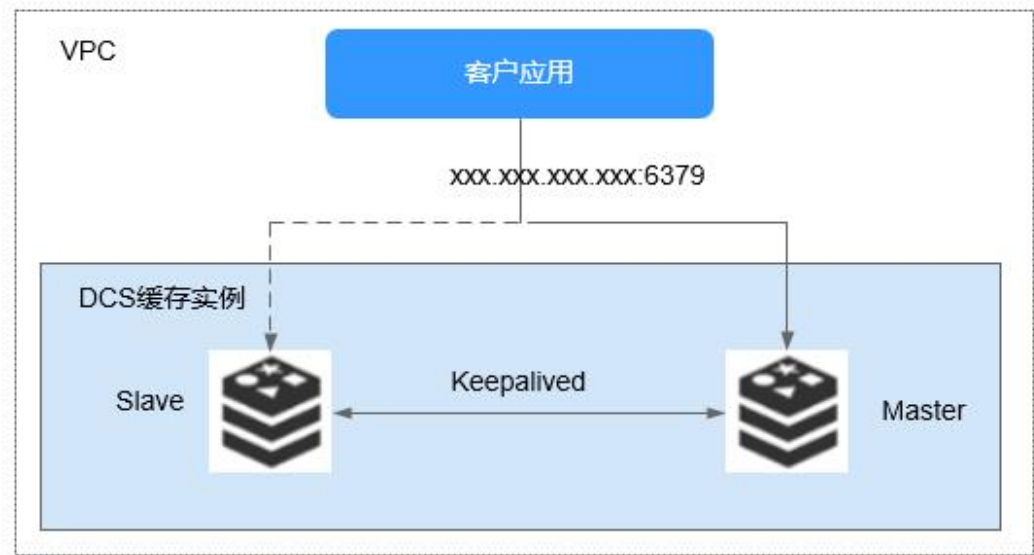 VPC
客户应用
xxx.xxx.xxx.xxx:6379
DCS缓存实例
Keepalived
Slave
Master